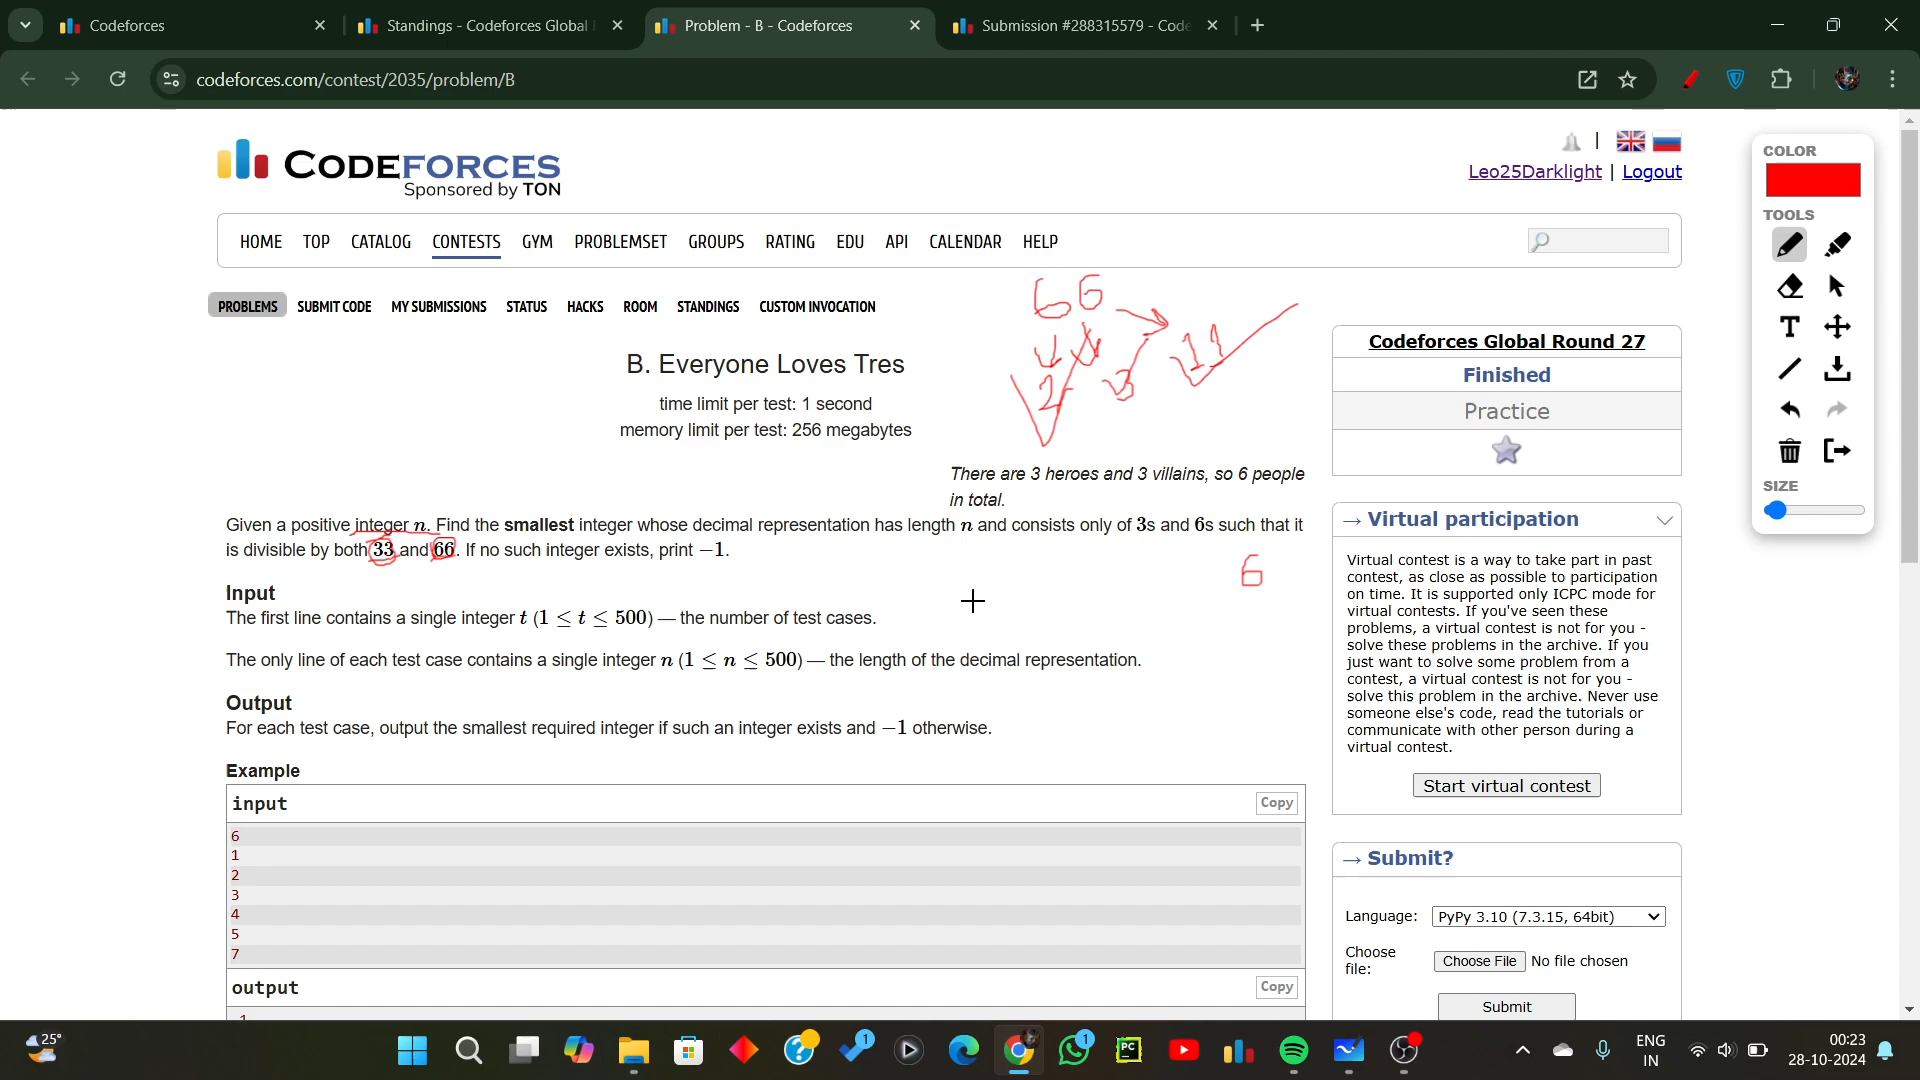 Codeforces
Standings - Codeforces Global
Problem - B - Codeforces
Submission #288315579 - Code
codeforces.com/contest/2035/problem/B
CODEFORCES
Sponsored by TON
Leo25Darklight | Logout
HOME TOP CATALOG CONTESTS GYM PROBLEMSET GROUPS RATING EDU API CALENDAR HELP
PROBLEMS SUBMIT CODE MY SUBMISSIONS STATUS HACKS ROOM STANDINGS CUSTOM INVOCATION
66
2 3 11
B. Everyone Loves Tres
time limit per test: 1 second
memory limit per test: 256 megabytes
There are 3 heroes and 3 villains, so 6 people
in total.
Given a positive integer n. Find the smallest integer whose decimal representation has length n and consists only of 3s and 6s such that it
is divisible by both 33 and 66. If no such integer exists, print −1.
6
Input
The first line contains a single integer t (1 ≤ t ≤ 500) — the number of test cases.
The only line of each test case contains a single integer n (1 ≤ n ≤ 500) — the length of the decimal representation.
Output
For each test case, output the smallest required integer if such an integer exists and −1 otherwise.
Example
input
Copy
6
1
2
3
4
5
7
output
Copy
Codeforces Global Round 27
Finished
Practice
→ Virtual participation
Virtual contest is a way to take part in past
contest, as close as possible to participation
on time. It is supported only ICPC mode for
virtual contests. If you've seen these
problems, a virtual contest is not for you -
solve these problems in the archive. If you
just want to solve some problem from a
contest, a virtual contest is not for you -
solve this problem in the archive. Never use
someone else's code, read the tutorials or
communicate with other person during a
virtual contest.
Start virtual contest
→ Submit?
Language: PyPy 3.10 (7.3.15, 64bit)
Choose
file:
Choose File No file chosen
Submit
COLOR
TOOLS
T
SIZE
25°
1
1
PC
ENG
IN
00:23
28-10-2024